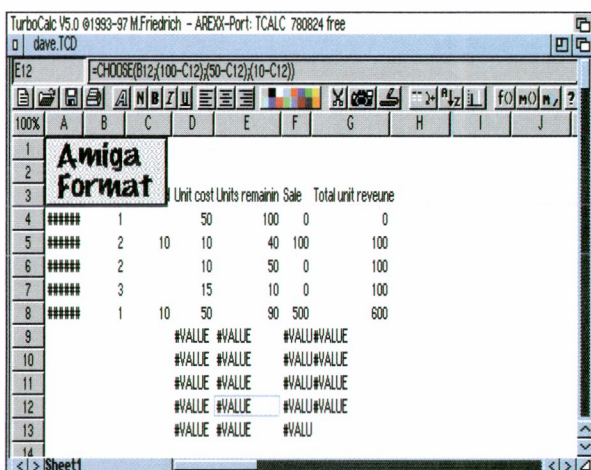 TurboCalc V5.0 @1993-97 M.Friedrich - AREXX-Port: TCALC 780824 free
dave.TCD
E12 =CHOOSE(B12;(100-C12);(50-C12);(10-C12))
A N B I U A Z f() M()
100% A B C D E F G H I J
1 Amiga
2 Format
3 Unit cost Units remainin Sale Total unit reveune
4 ###### 1 50 100 0 0
5 ###### 2 10 10 40 100 100
6 ###### 2 10 50 0 100
7 ###### 3 15 10 0 100
8 ###### 1 10 50 90 500 600
9 #VALUE #VALUE #VALU#VALUE
10 #VALUE #VALUE #VALU#VALUE
11 #VALUE #VALUE #VALU#VALUE
12 #VALUE #VALUE #VALU#VALUE
13 #VALUE #VALUE #VALU
14
Sheet1